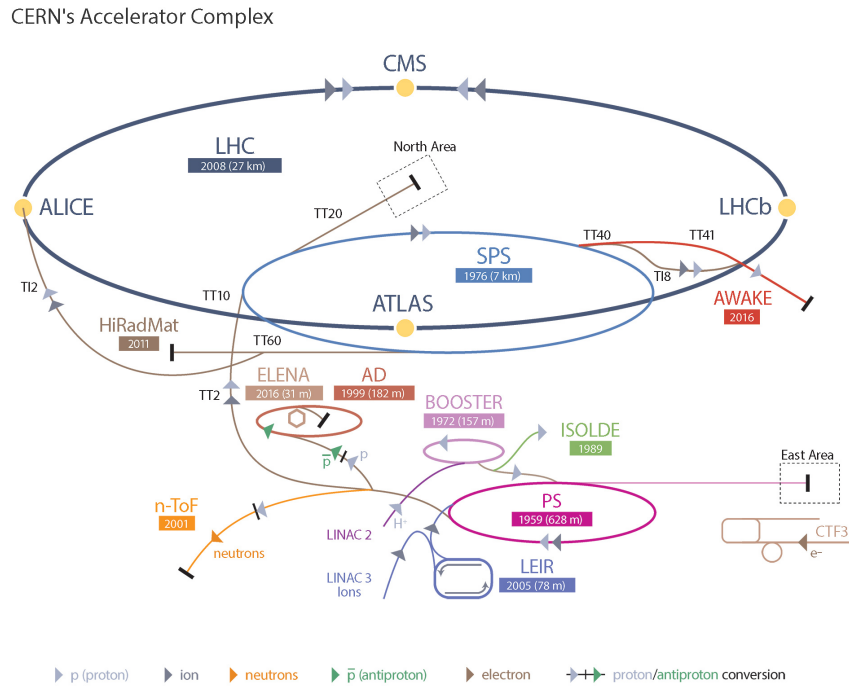 CERN's Accelerator Complex
CMS
LHC
2008 (27 km)
North Area
ALICE
LHCb
TT20
TT40
TT41
SPS
1976 (7 km)
TI8
TI2
TT10
ATLAS
AWAKE
2016
HiRadMat
2011
TT60
ELENA
2016 (31 m)
AD
1999 (182 m)
TT2
BOOSTER
1972 (157 m)
ISOLDE
1989
p
p̅
East Area
n-ToF
2001
PS
1959 (628 m)
H⁺
LINAC 2
neutrons
CTF3
e⁻
LINAC 3
Ions
LEIR
2005 (78 m)
p (proton)
ion
neutrons
p̅ (antiproton)
electron
proton/antiproton conversion